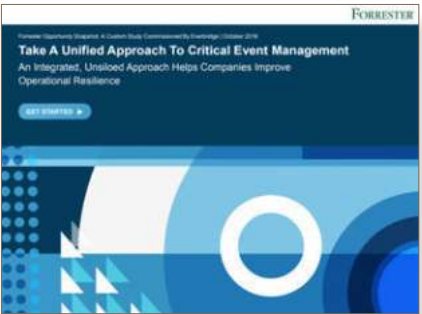 FORRESTER
Forrester Opportunity Snapshot: A Custom Study Commissioned By Everbridge | October 2018
Take A Unified Approach To Critical Event Management
An Integrated, Unsiloed Approach Helps Companies Improve
Operational Resilience
GET STARTED ▶